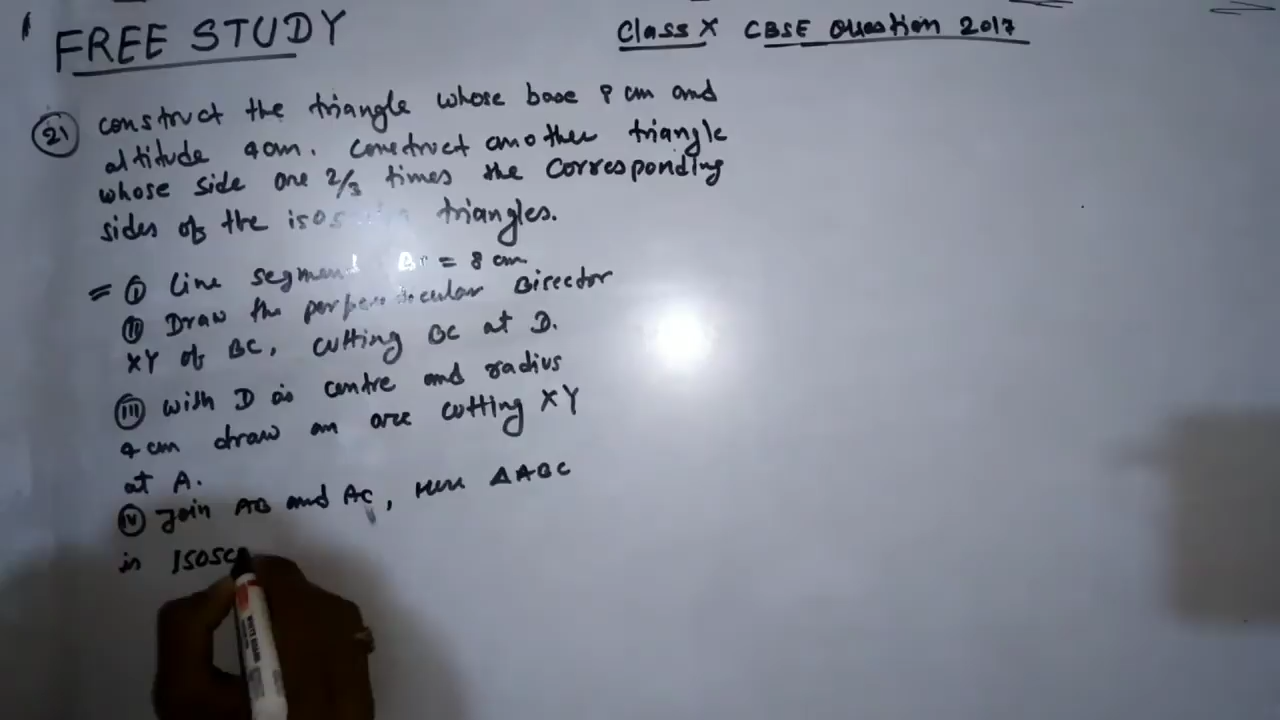 FREE STUDY
Class X CBSE Question 2017
21 construct the triangle whose base 8 cm and
altitude 4cm. Construct another triangle
whose side are 2/3 times the corresponding
sides of the triangles.
= (i) Line segment = 8 cm
(ii) Draw the perpendicular Bisector
XY of BC, cutting BC at D.
(iii) with D as centre and radius
4 cm draw an arc cutting XY
at A.
(iv) Join AB and AC, Here ΔABC
is ISOSC